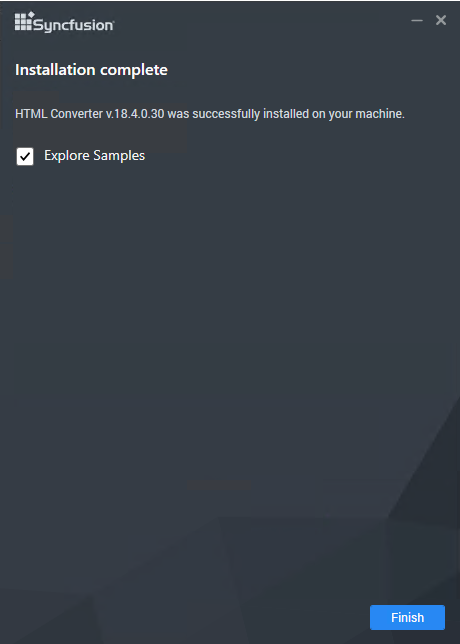 Syncfusion
Installation complete
HTML Converter v.18.4.0.30 was successfully installed on your machine.
Explore Samples
Finish